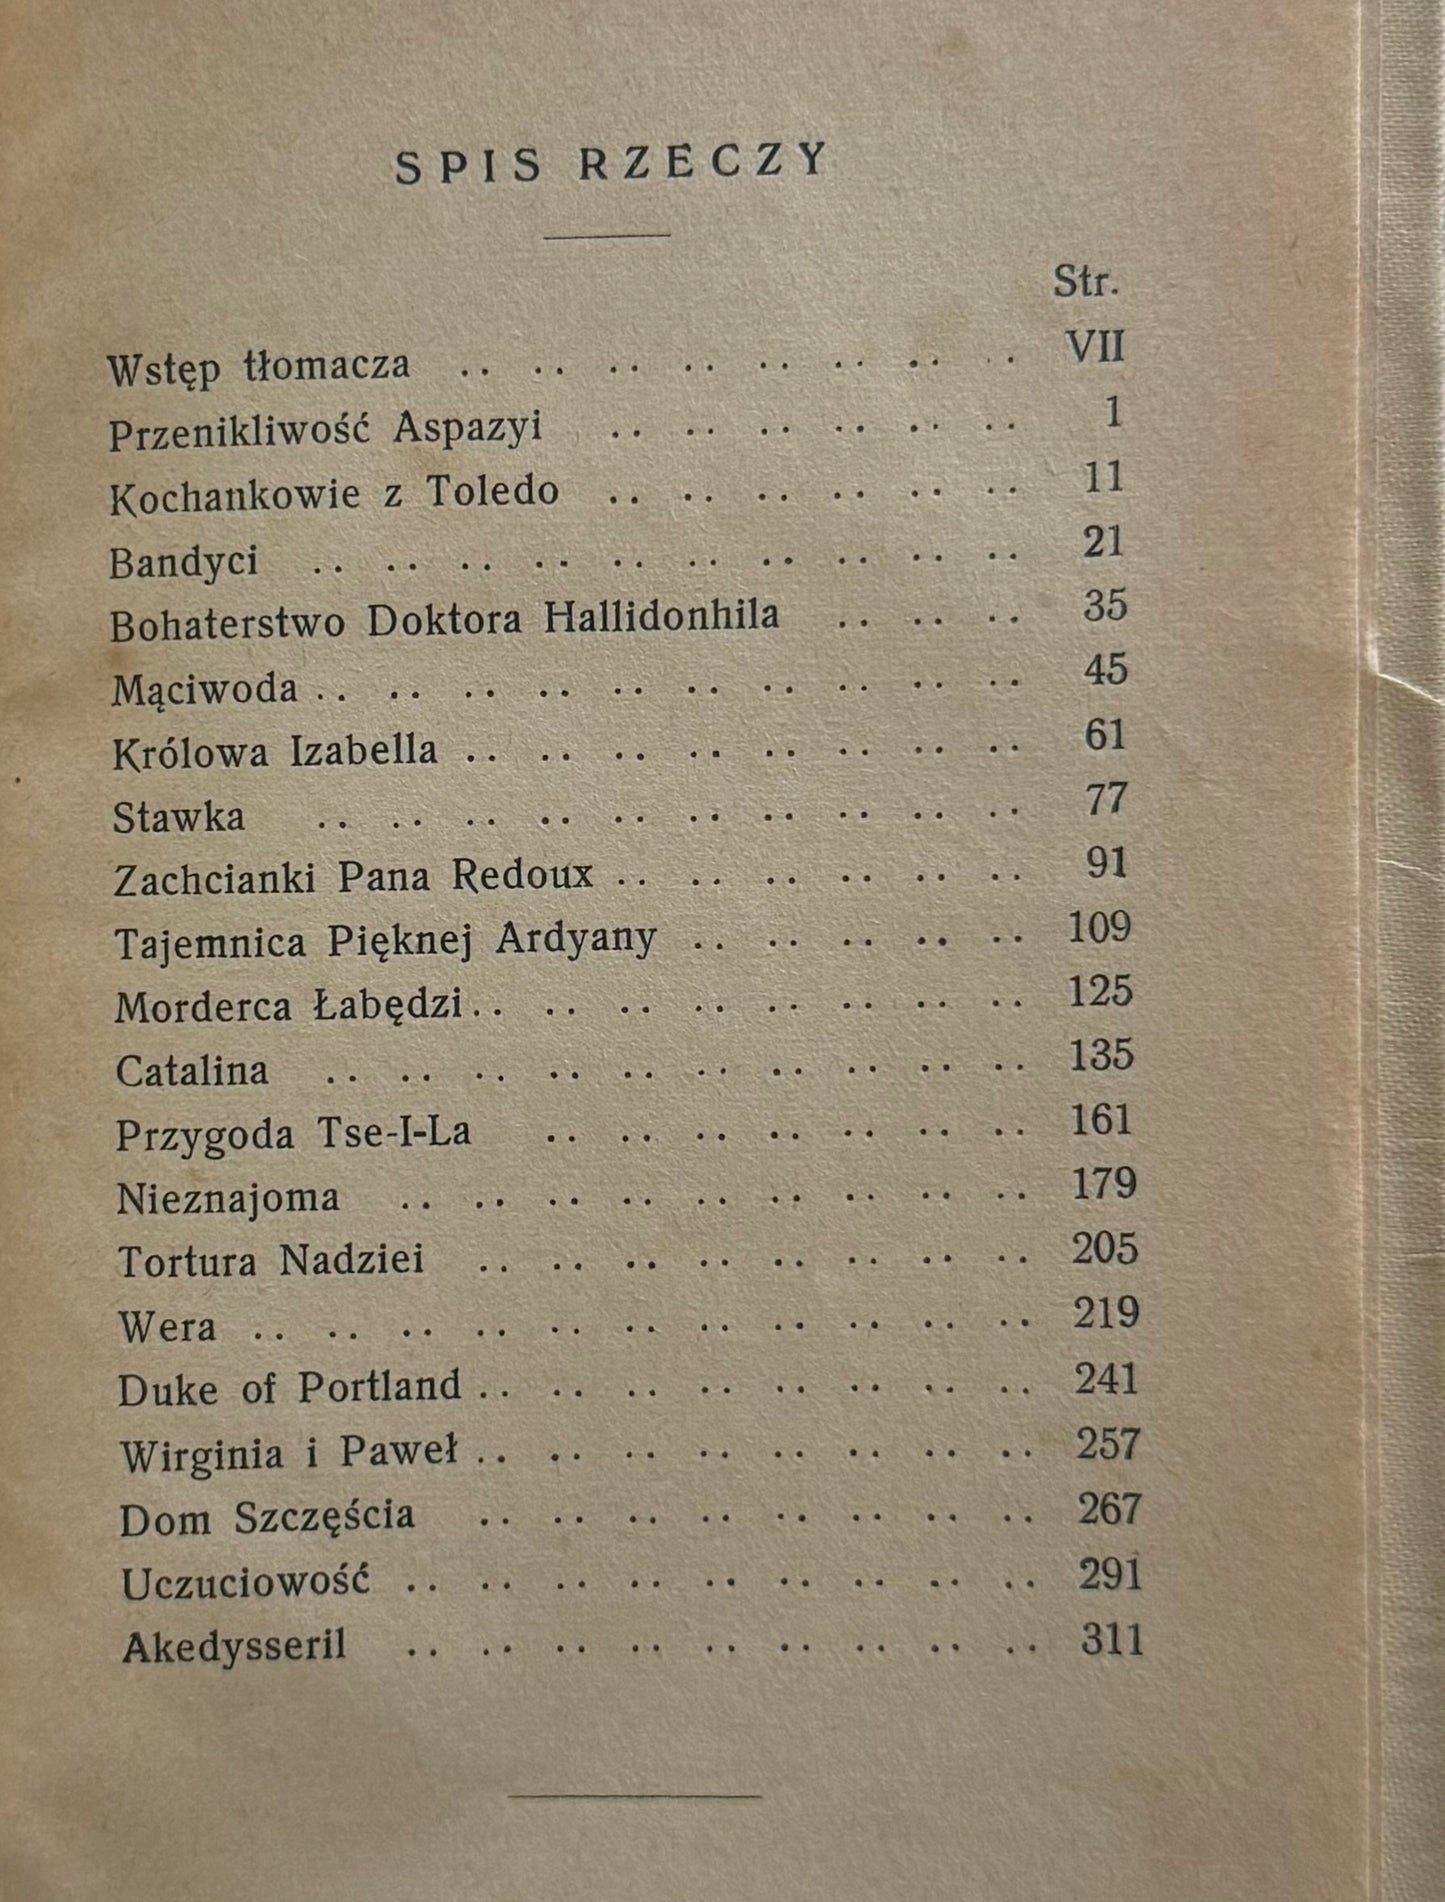 SPIS RZECZY
Str.
Wstęp tłomacza .. .. .. .. .. .. .. .. VII
Przenikliwość Aspazyi .. .. .. .. .. .. 1
Kochankowie z Toledo .. .. .. .. .. .. 11
Bandyci .. .. .. .. .. .. .. .. .. .. 21
Bohaterstwo Doktora Hallidonhila .. .. .. 35
Mąciwoda .. .. .. .. .. .. .. .. .. .. 45
Królowa Izabella .. .. .. .. .. .. .. .. 61
Stawka .. .. .. .. .. .. .. .. .. .. 77
Zachcianki Pana Redoux .. .. .. .. .. .. 91
Tajemnica Pięknej Ardyany .. .. .. .. .. 109
Morderca Łabędzi .. .. .. .. .. .. .. .. 125
Catalina .. .. .. .. .. .. .. .. .. .. 135
Przygoda Tse-I-La .. .. .. .. .. .. .. 161
Nieznajoma .. .. .. .. .. .. .. .. .. 179
Tortura Nadziei .. .. .. .. .. .. .. .. 205
Wera .. .. .. .. .. .. .. .. .. .. .. 219
Duke of Portland .. .. .. .. .. .. .. .. 241
Wirginia i Paweł .. .. .. .. .. .. .. .. 257
Dom Szczęścia .. .. .. .. .. .. .. .. 267
Uczuciowość .. .. .. .. .. .. .. .. .. 291
Akedysseril .. .. .. .. .. .. .. .. .. 311